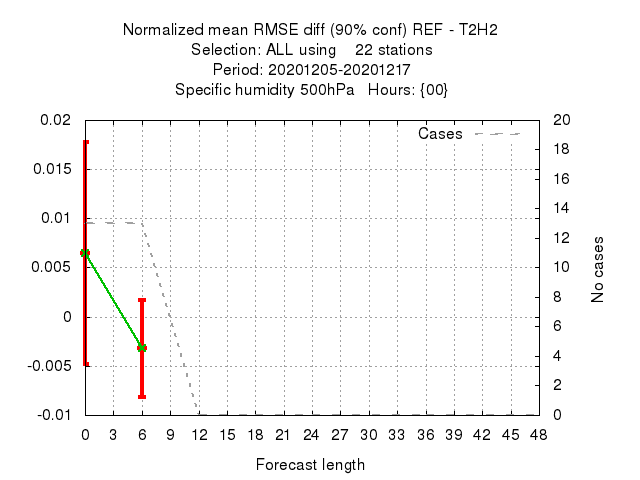 Normalized mean RMSE diff (90% conf) REF - T2H2
Selection: ALL using    22 stations
Period: 20201205-20201217
Specific humidity 500hPa   Hours: {00}
Cases
0.02
0.015
0.01
0.005
0
-0.005
-0.01
20
18
16
14
12
10
8
6
4
2
0
No cases
0 3 6 9 12 15 18 21 24 27 30 33 36 39 42 45 48
Forecast length